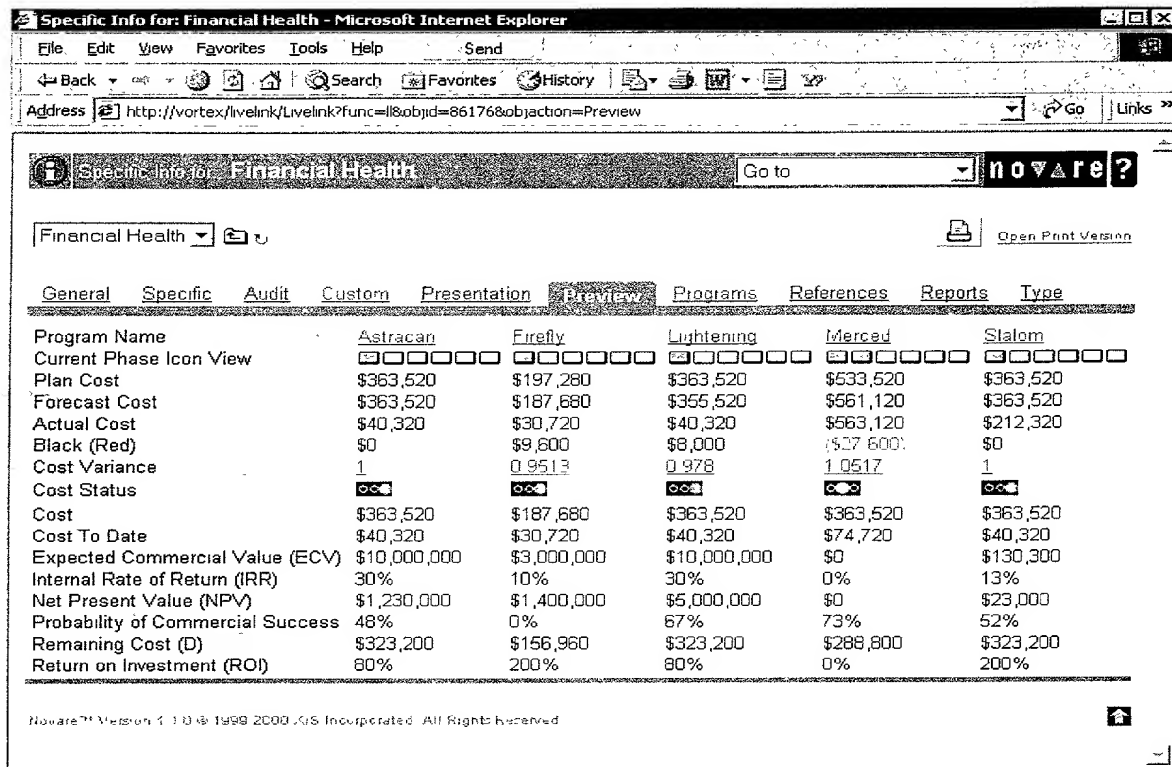 Specific Info for: Financial Health - Microsoft Internet Explorer
File Edit View Favorites Tools Help Send
Back Search Favorites History
Address http://vortex/livelink/Livelink?func=ll&objid=86176&objaction=Preview Go Links »
Specific Info for: Financial Health Go to novare ?
Financial Health Open Print Version
General Specific Audit Custom Presentation Preview Programs References Reports Type
Program Name Astracan Firefly Lightening Merced Slalom
Current Phase Icon View
Plan Cost $363,520 $197,280 $363,520 $533,520 $363,520
Forecast Cost $363,520 $187,680 $355,520 $561,120 $363,520
Actual Cost $40,320 $30,720 $40,320 $563,120 $212,320
Black (Red) $0 $9,600 $8,000 ($27,600) $0
Cost Variance 1 0.9513 0.978 1.0517 1
Cost Status
Cost $363,520 $187,680 $363,520 $363,520 $363,520
Cost To Date $40,320 $30,720 $40,320 $74,720 $40,320
Expected Commercial Value (ECV) $10,000,000 $3,000,000 $10,000,000 $0 $130,300
Internal Rate of Return (IRR) 30% 10% 30% 0% 13%
Net Present Value (NPV) $1,230,000 $1,400,000 $5,000,000 $0 $23,000
Probability of Commercial Success 48% 0% 67% 73% 52%
Remaining Cost (D) $323,200 $156,960 $323,200 $288,800 $323,200
Return on Investment (ROI) 80% 200% 80% 0% 200%
Novare™ Version © 1999 2000 Incorporated All Rights Reserved